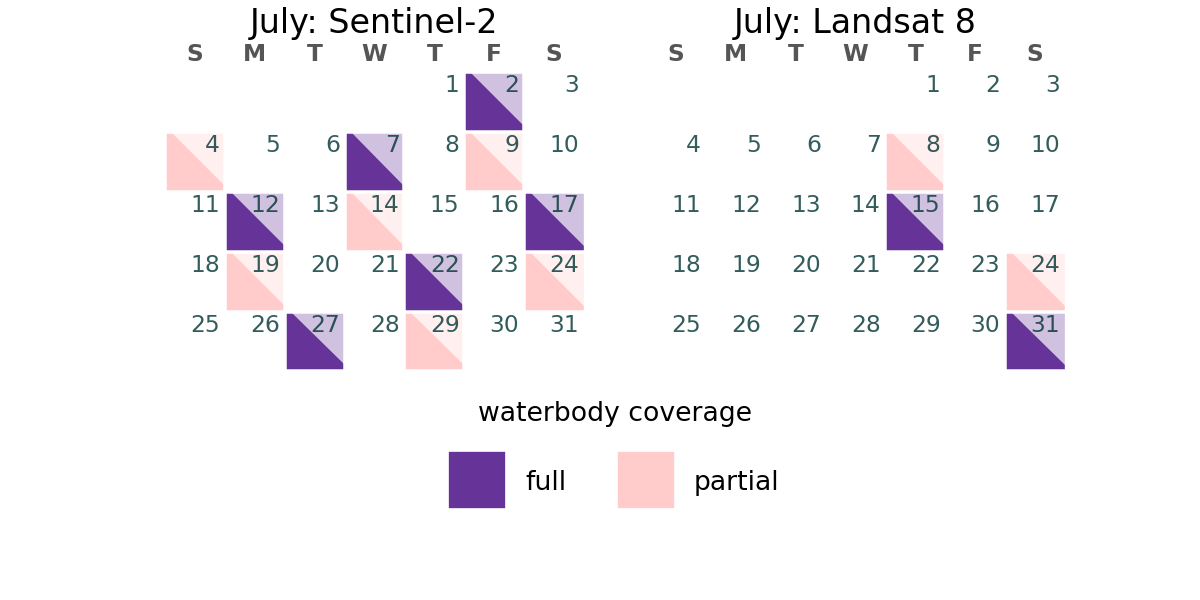 July: Sentinel-2
S M T W T F S
1 2 3
4 5 6 7 8 9 10
11 12 13 14 15 16 17
18 19 20 21 22 23 24
25 26 27 28 29 30 31
July: Landsat 8
S M T W T F S
1 2 3
4 5 6 7 8 9 10
11 12 13 14 15 16 17
18 19 20 21 22 23 24
25 26 27 28 29 30 31
waterbody coverage
full
partial